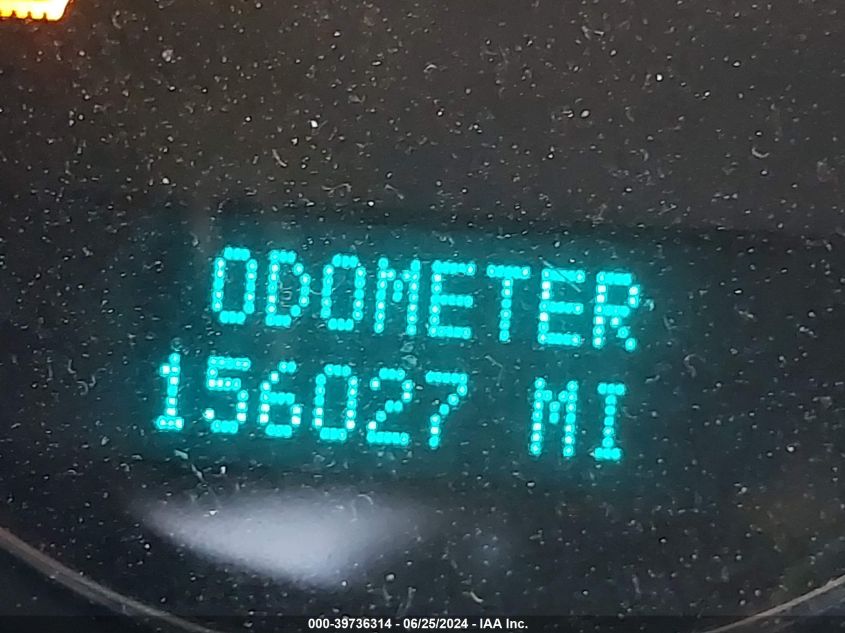 ODOMETER
156027 MI
000-39736314 - 06/25/2024 - IAA Inc.